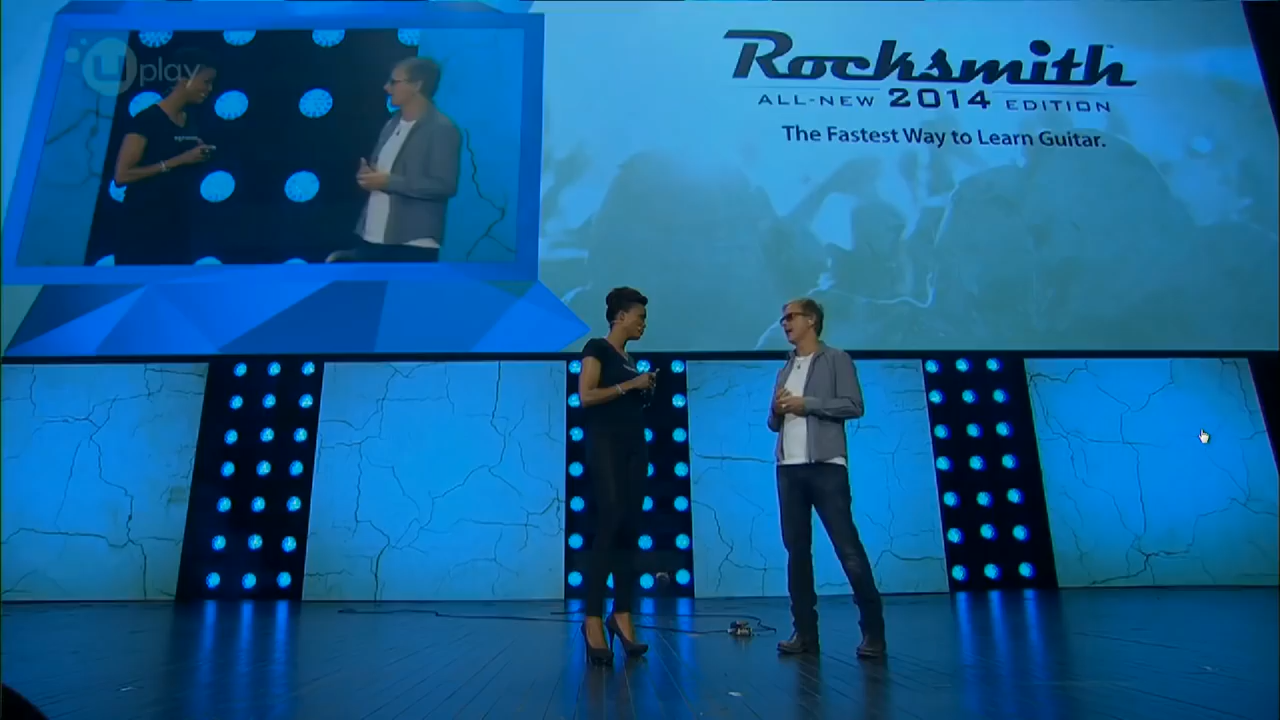 Uplay
Rocksmith
ALL-NEW 2014 EDITION
The Fastest Way to Learn Guitar.